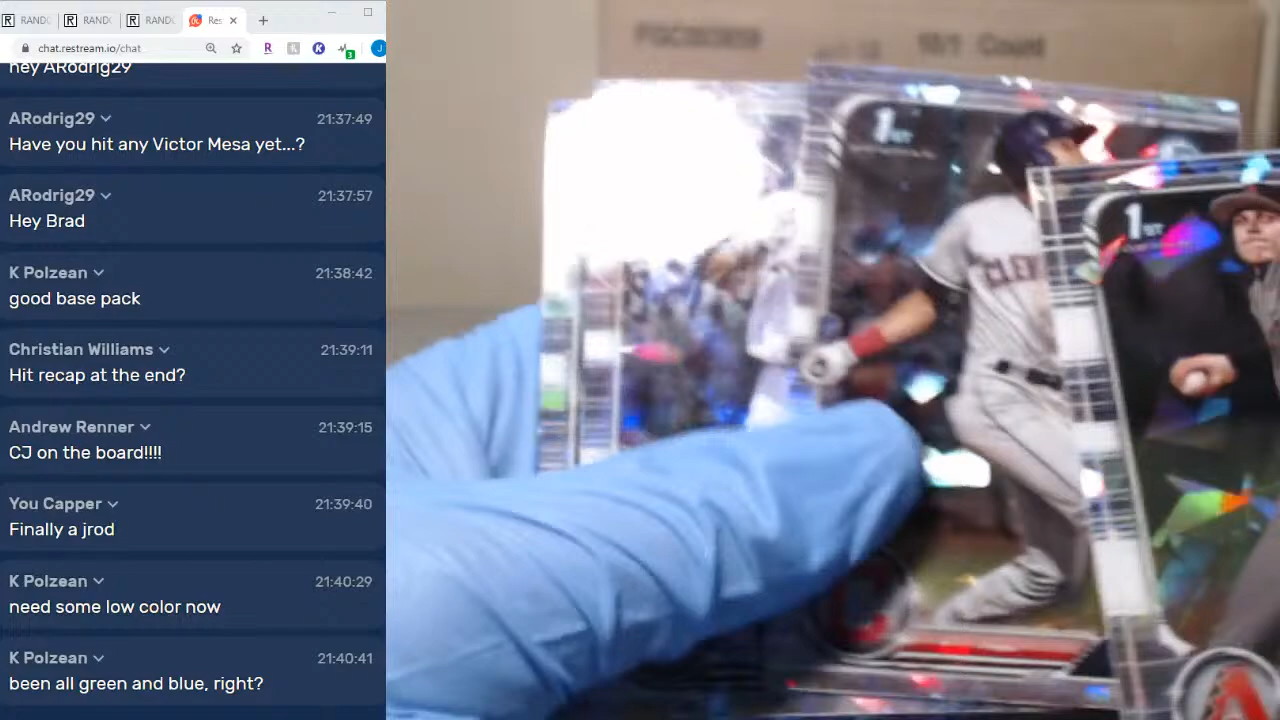 RANDO
RANDO
RANDO
Res
chat.restream.io/chat
3
J
hey ARodrig29
ARodrig29
21:37:49
Have you hit any Victor Mesa yet...?
ARodrig29
21:37:57
Hey Brad
K Polzean
21:38:42
good base pack
Christian Williams
21:39:11
Hit recap at the end?
Andrew Renner
21:39:15
CJ on the board!!!!
You Capper
21:39:40
Finally a jrod
K Polzean
21:40:29
need some low color now
K Polzean
21:40:41
been all green and blue, right?
Count
1ST
CLEV
1ST